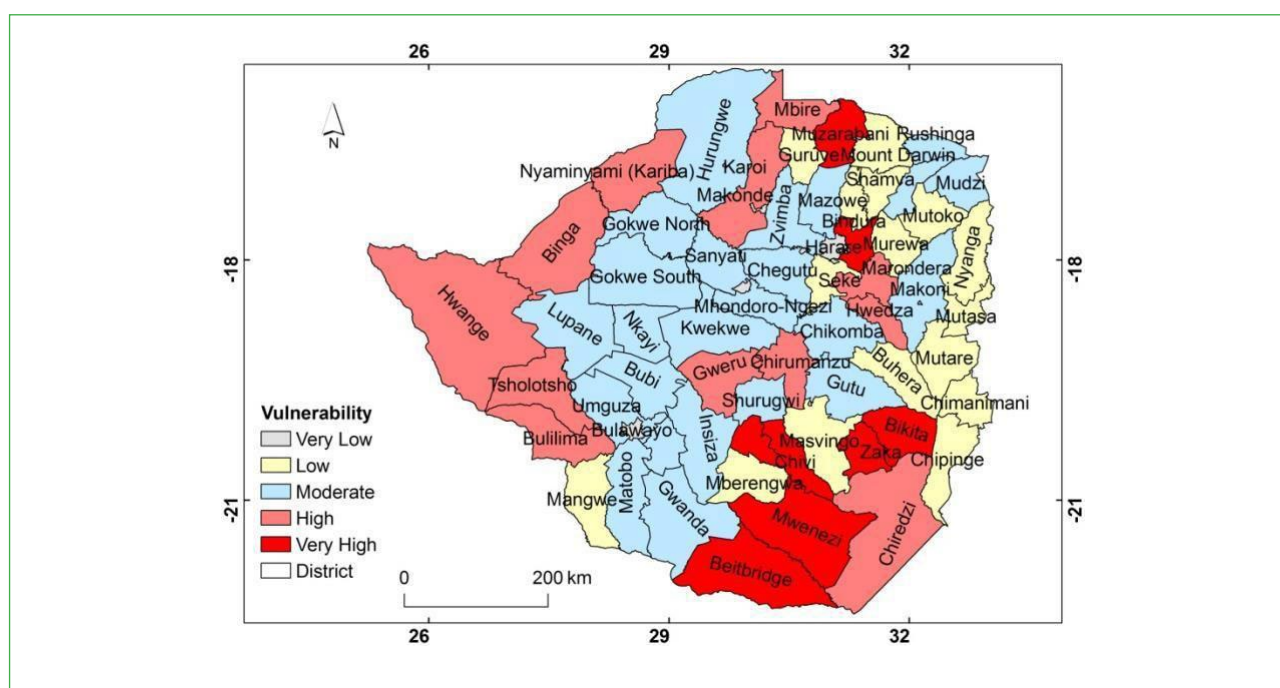 26 29 32
N
Mbire
Hurungwe
Muzarabani
Rushinga
Guruve
Mount Darwin
Nyaminyami (Kariba)
Karoi
Shamva
Mudzi
Makonde
Mazowe
Mutoko
Zvimba
Bindura
Gokwe North
Nyanga
Binga
Harare
Murewa
-18
Sanyati
-18
Gokwe South
Chegutu
Seke
Marondera
Makoni
Hwange
Mhondoro-Ngezi
Hwedza
Mutasa
Lupane
Nkayi
Kwekwe
Chikomba
Mutare
Gweru
Chirumanzu
Buhera
Bubi
Gutu
Tsholotsho
Shurugwi
Chimanimani
Umguza
Vulnerability
Very Low
Low
Moderate
High
Very High
District
Bulawayo
Insiza
Bikita
Bulilima
Masvingo
Zaka
Chipinge
Chivi
Mberengwa
Mangwe
Matobo
-21
Gwanda
-21
Mwenezi
Chiredzi
Beitbridge
0 200 km
26 29 32